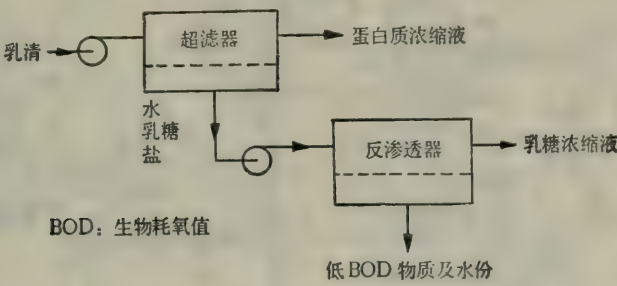 乳清
超滤器
蛋白质浓缩液
水
乳糖
盐
反渗透器
乳糖浓缩液
BOD：生物耗氧值
低BOD物质及水份